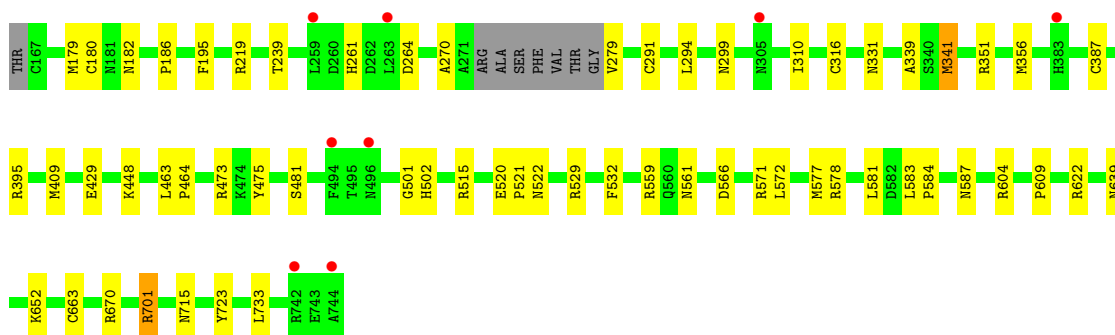 THR C167 M179 C180 N181 N182 P186 F195 R219 T239 L259 D260 H261 D262 L263 D264 A270 A271 ARG ALA SER PHE VAL THR GLY V279 C291 L294 N299 N305 I310 C316 N331 A339 S340 M341 R351 M356 H383 C387
R395 M409 E429 K448 L463 P464 R473 K474 Y475 S481 F494 T495 N496 G501 H502 R515 E520 P521 N522 R529 F532 R559 Q560 N561 D566 R571 L572 M577 R578 L581 D582 L583 P584 N587 R604 P609 R622
K652 C663 R670 R701 N715 Y723 L733 R742 E743 A744